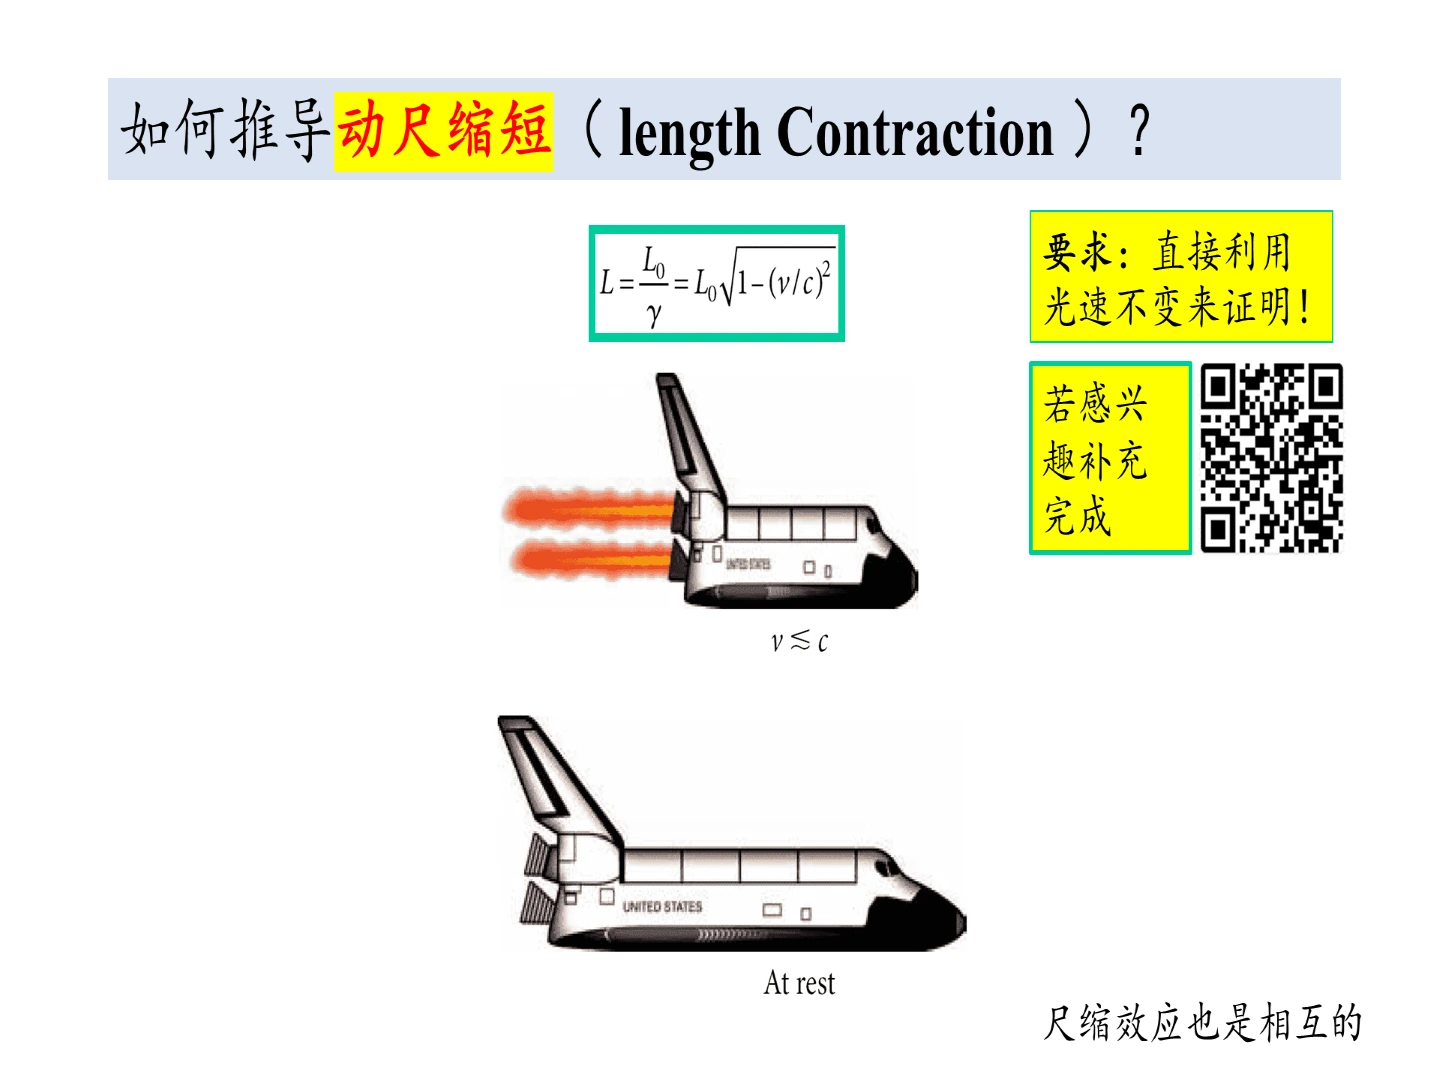 如何推导动尺缩短（length Contraction）？
L = L₀/γ = L₀√1−(v/c)²
要求：直接利用
光速不变来证明！
若感兴
趣补充
完成
UNITED STATES
v ≲ c
UNITED STATES
At rest
尺缩效应也是相互的